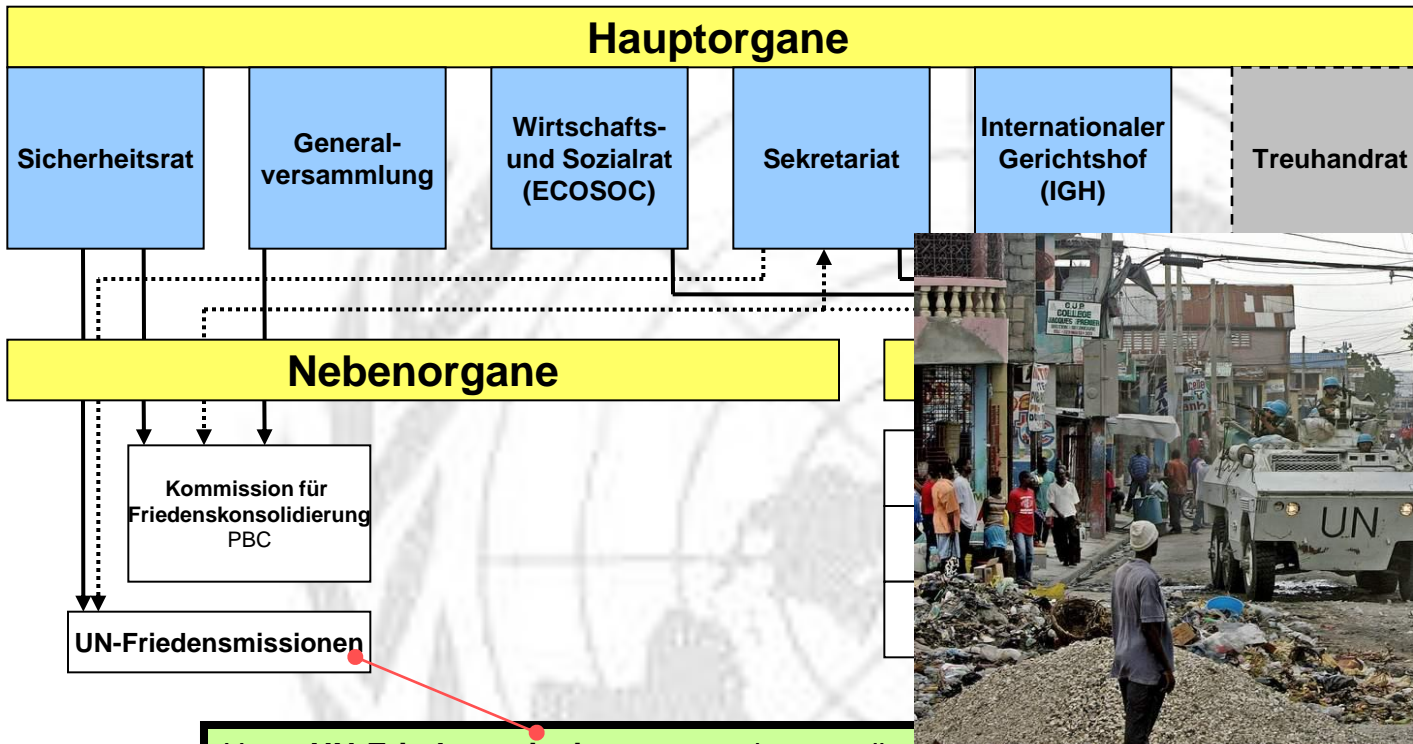 Hauptorgane
Sicherheitsrat
General-
versammlung
Wirtschafts-
und Sozialrat
(ECOSOC)
Sekretariat
Internationaler
Gerichtshof
(IGH)
Treuhandrat
Nebenorgane
Kommission für
Friedenskonsolidierung
PBC
UN-Friedensmissionen
C.U.P
COLLEGE
UN